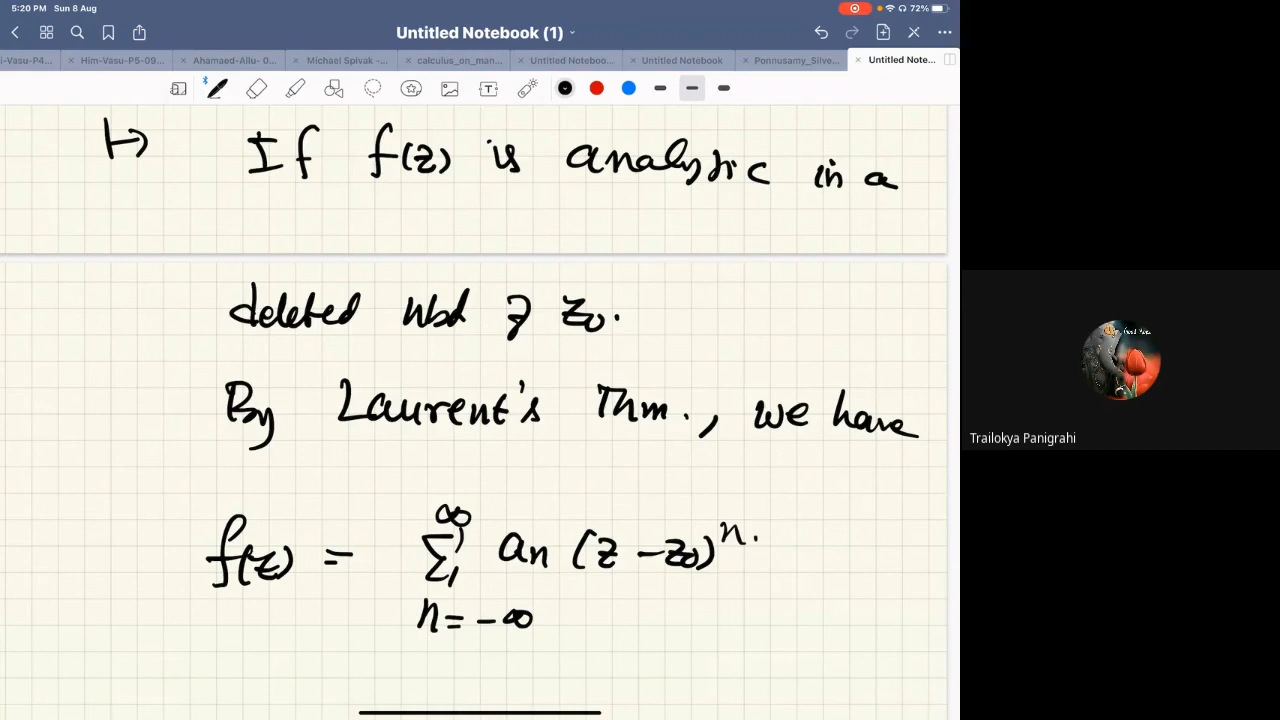 5:20 PM Sun 8 Aug
72%
Untitled Notebook (1)
i-Vasu-P4...
Him-Vasu-P5-09...
Ahamaed-Allu- 0...
Michael Spivak -...
calculus_on_man...
Untitled Noteboo...
Untitled Notebook
Ponnusamy_Silve...
Untitled Note...
↦ If f(z) is analytic in a
deleted nbd of z₀.
By Laurent's Thm., we have
f(z) = ∑_{n=-∞}^{∞} an (z - z₀)^n.
Trailokya Panigrahi